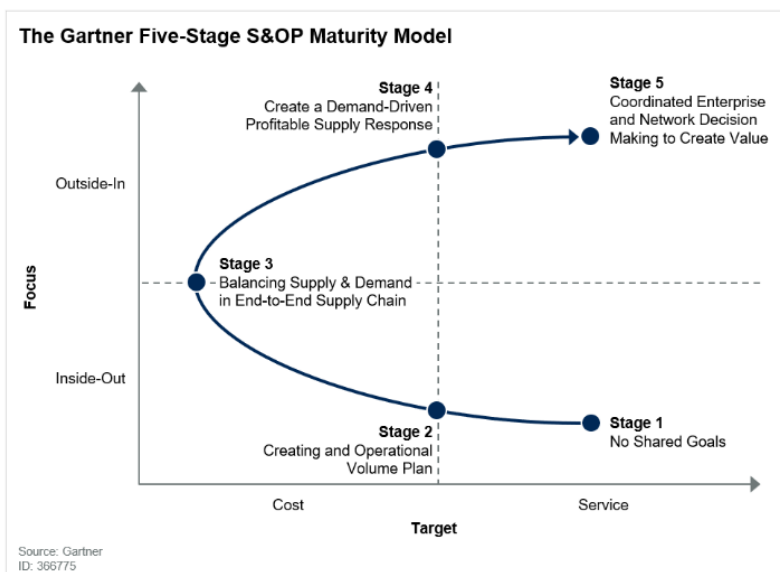 The Gartner Five-Stage S&OP Maturity Model
Stage 4
Create a Demand-Driven
Profitable Supply Response
Stage 5
Coordinated Enterprise
and Network Decision
Making to Create Value
Outside-In
Stage 3
Balancing Supply & Demand
in End-to-End Supply Chain
Focus
Inside-Out
Stage 2
Creating and Operational
Volume Plan
Stage 1
No Shared Goals
Cost
Service
Target
Source: Gartner
ID: 366775